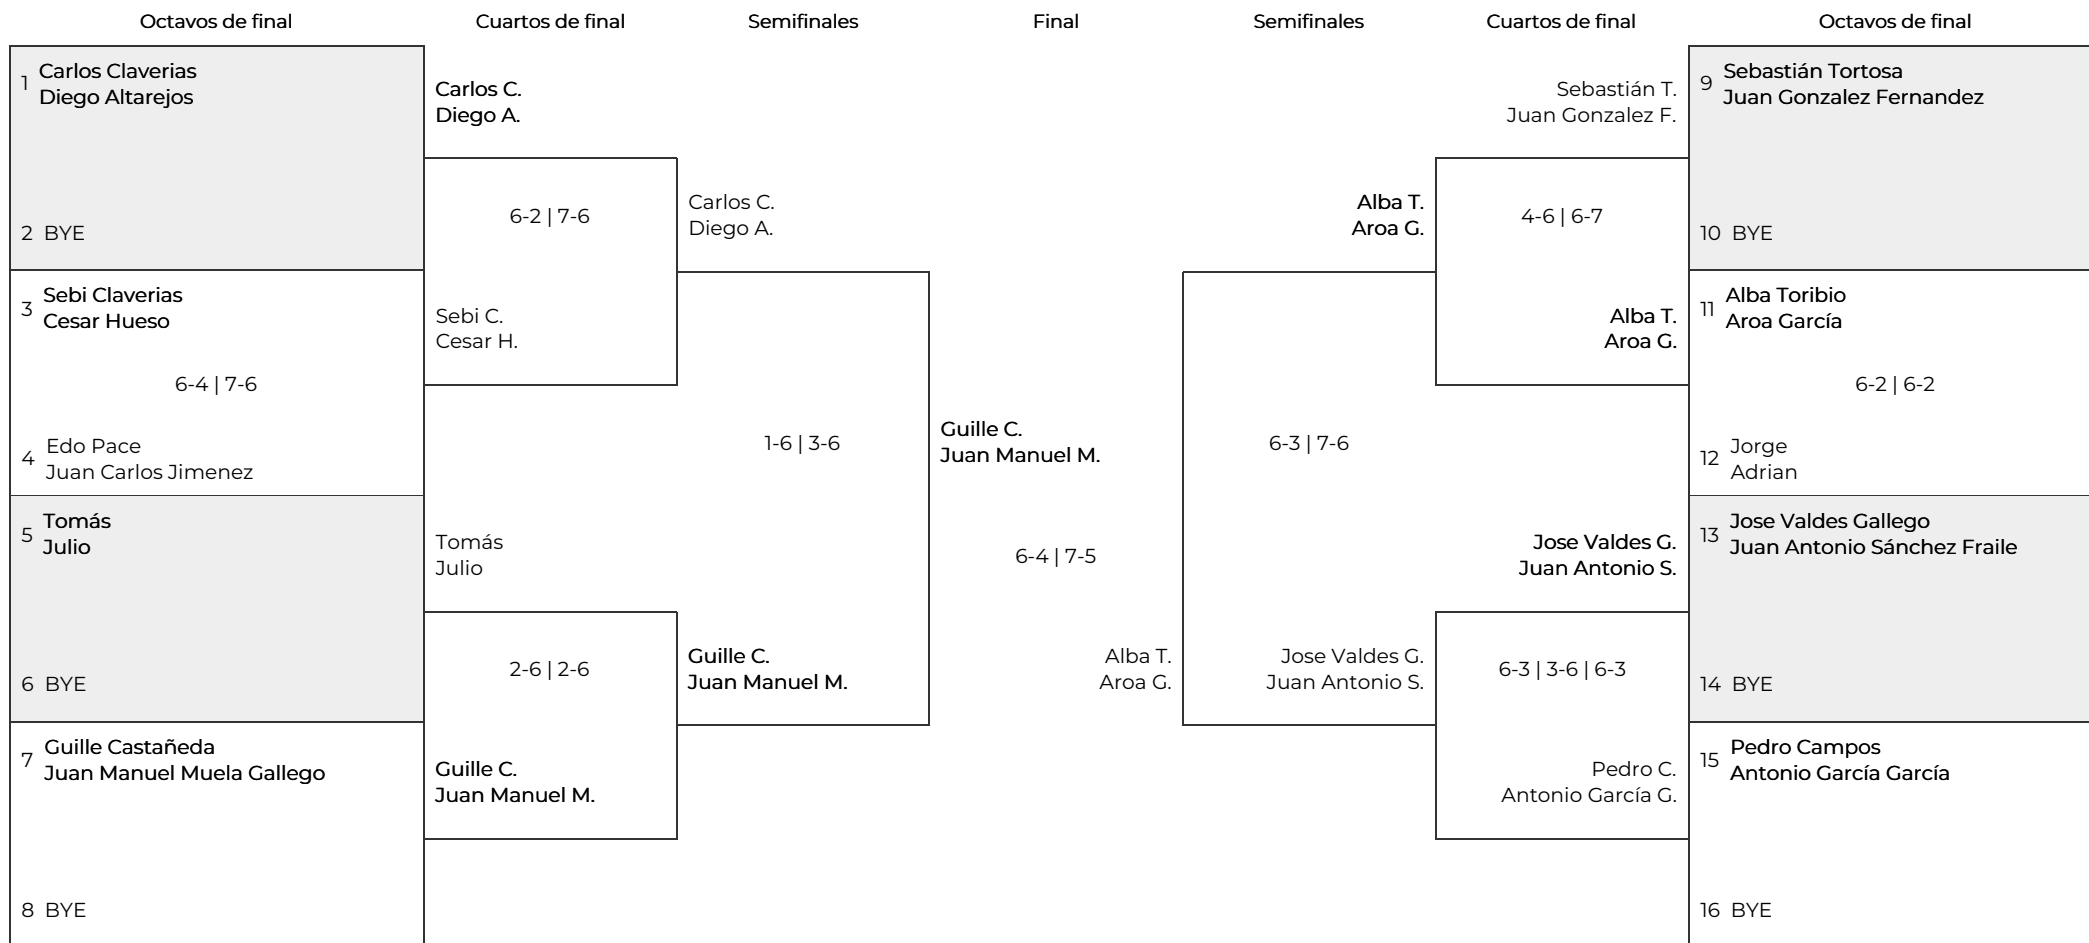 Octavos de final
Cuartos de final
Semifinales
Final
Semifinales
Cuartos de final
Octavos de final
1
Carlos Claverias
Diego Altarejos
2 BYE
3
Sebi Claverias
Cesar Hueso
6-4 | 7-6
4
Edo Pace
Juan Carlos Jimenez
5
Tomás
Julio
6 BYE
7
Guille Castañeda
Juan Manuel Muela Gallego
8 BYE
Carlos C.
Diego A.
6-2 | 7-6
Sebi C.
Cesar H.
Tomás
Julio
2-6 | 2-6
Guille C.
Juan Manuel M.
Carlos C.
Diego A.
1-6 | 3-6
Guille C.
Juan Manuel M.
Guille C.
Juan Manuel M.
6-4 | 7-5
Alba T.
Aroa G.
Alba T.
Aroa G.
6-3 | 7-6
Jose Valdes G.
Juan Antonio S.
Sebastián T.
Juan Gonzalez F.
4-6 | 6-7
Alba T.
Aroa G.
Jose Valdes G.
Juan Antonio S.
6-3 | 3-6 | 6-3
Pedro C.
Antonio García G.
9
Sebastián Tortosa
Juan Gonzalez Fernandez
10 BYE
11
Alba Toribio
Aroa García
6-2 | 6-2
12
Jorge
Adrian
13
Jose Valdes Gallego
Juan Antonio Sánchez Fraile
14 BYE
15
Pedro Campos
Antonio García García
16 BYE